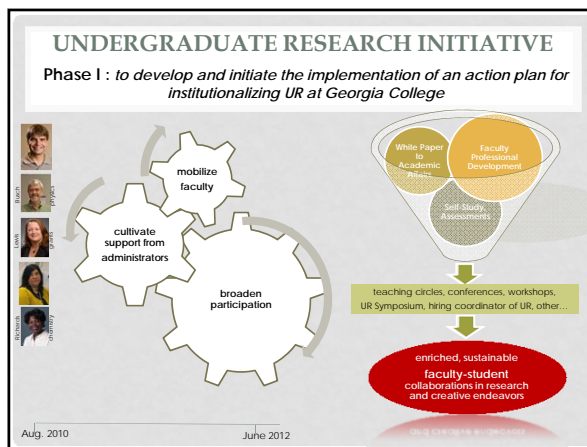 UNDERGRADUATE RESEARCH INITIATIVE
Phase I : to develop and initiate the implementation of an action plan for
institutionalizing UR at Georgia College
mobilize
faculty
cultivate
support from
administrators
broaden
participation
Busch
physics
Lewis
grants
Richards
chemistry
White Paper
to
Academic
Affairs
Faculty
Professional
Development
Self-Study,
Assessments
teaching circles, conferences, workshops,
UR Symposium, hiring coordinator of UR, other…
enriched, sustainable
faculty-student
collaborations in research
and creative endeavors
Aug. 2010
June 2012